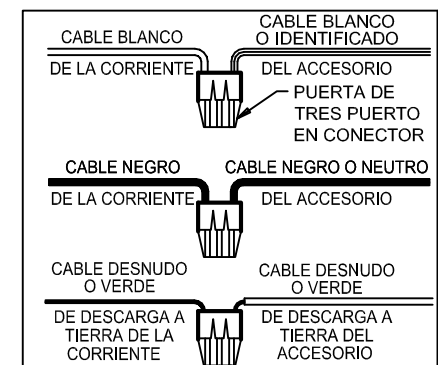 CABLE BLANCO
CABLE BLANCO
O IDENTIFICADO
DE LA CORRIENTE
DEL ACCESORIO
PUERTA DE
TRES PUERTO
EN CONECTOR
CABLE NEGRO
CABLE NEGRO O NEUTRO
DE LA CORRIENTE
DEL ACCESORIO
CABLE DESNUDO
O VERDE
CABLE DESNUDO
O VERDE
DE DESCARGA A
TIERRA DE LA
CORRIENTE
DE DESCARGA A
TIERRA DEL
ACCESORIO